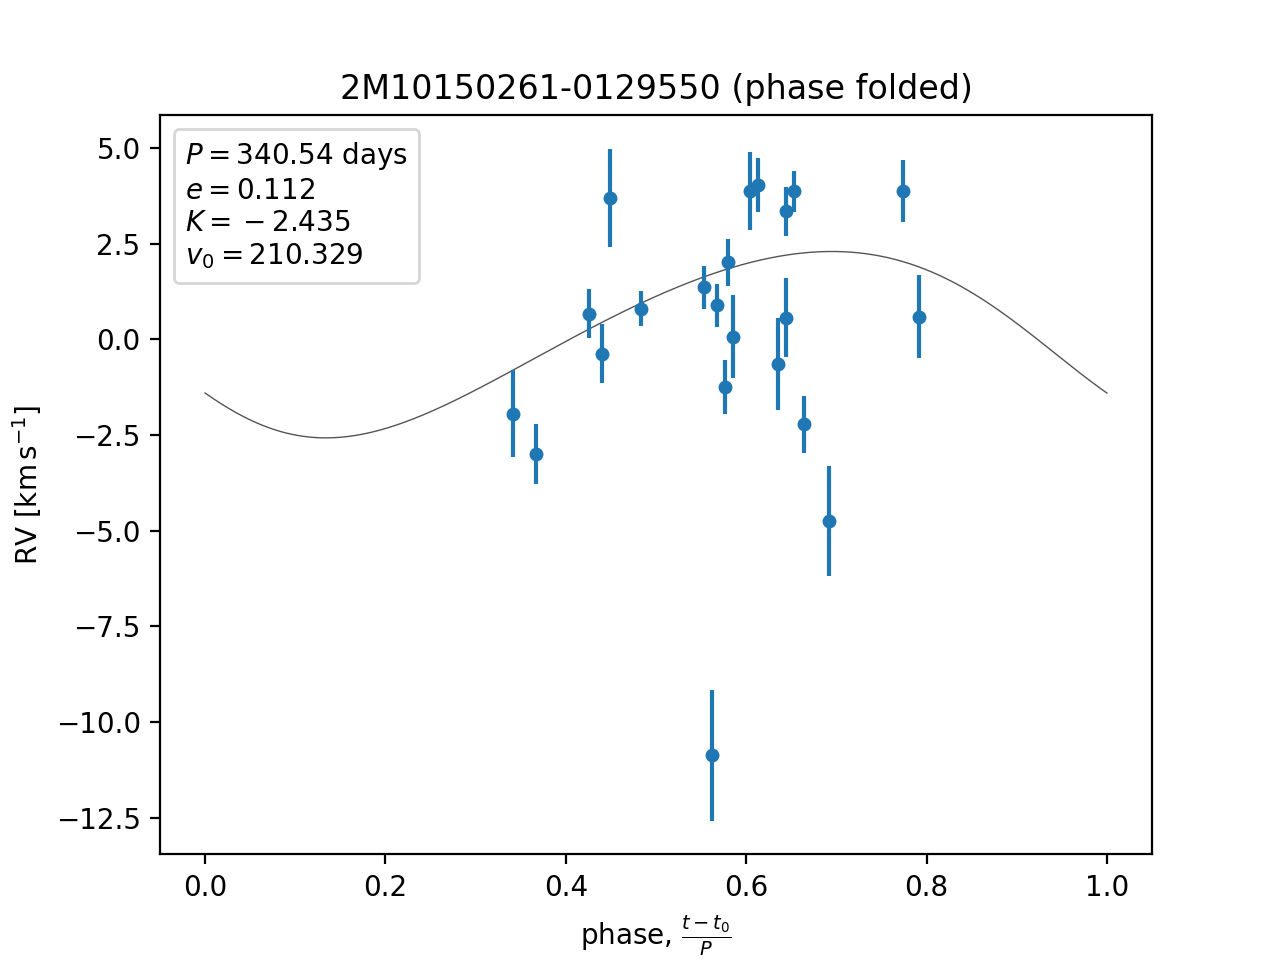 2M10150261-0129550 (phase folded)
P = 340.54 days
e = 0.112
K = −2.435
v₀ = 210.329
RV [km s⁻¹]
5.0
2.5
0.0
−2.5
−5.0
−7.5
−10.0
−12.5
0.0 0.2 0.4 0.6 0.8 1.0
phase, (t − t₀)/P